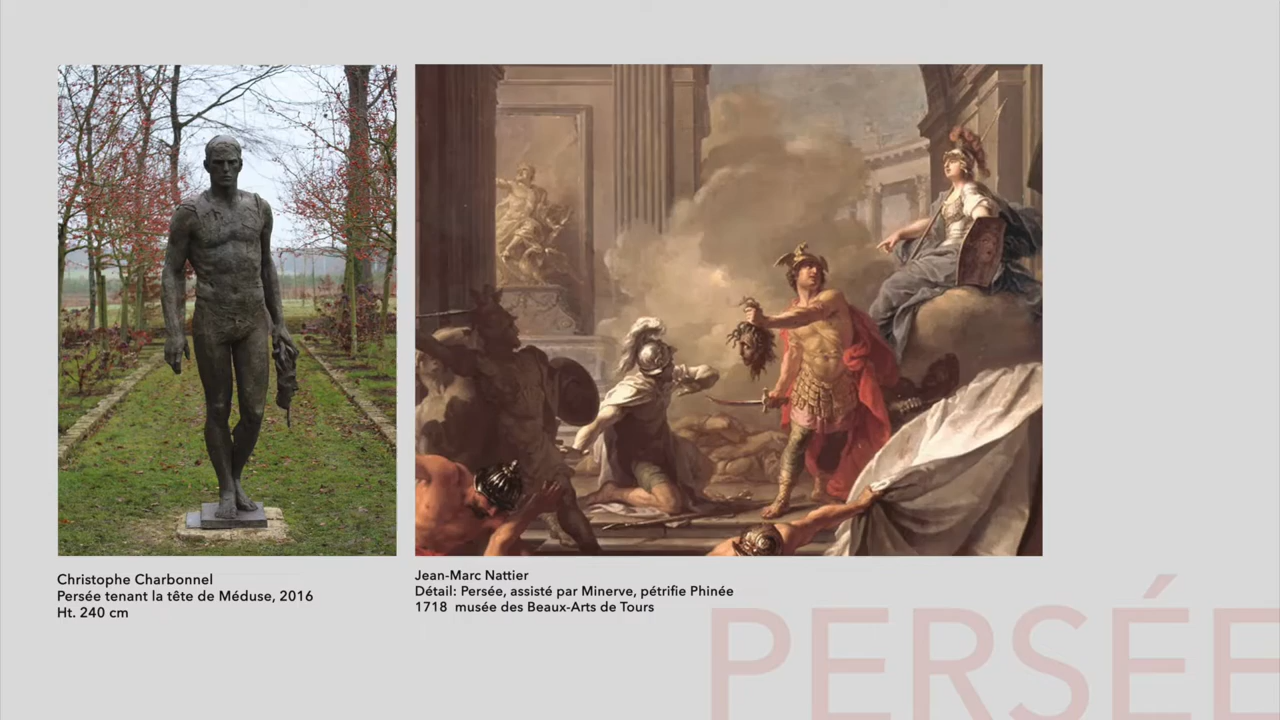 Christophe Charbonnel
Persée tenant la tête de Méduse, 2016
Ht. 240 cm
Jean-Marc Nattier
Détail: Persée, assisté par Minerve, pétrifie Phinée
1718 musée des Beaux-Arts de Tours
PERSÉE